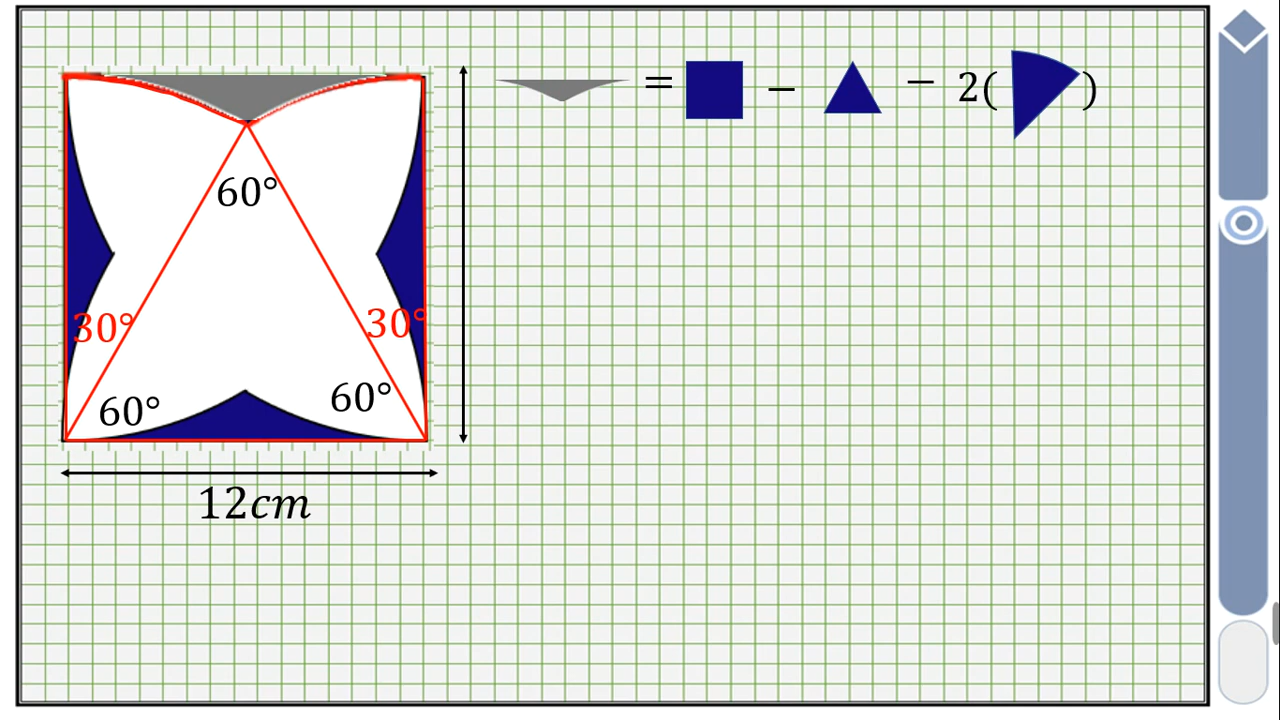 = − − 2( )
60°
30° 30°
60° 60°
12cm